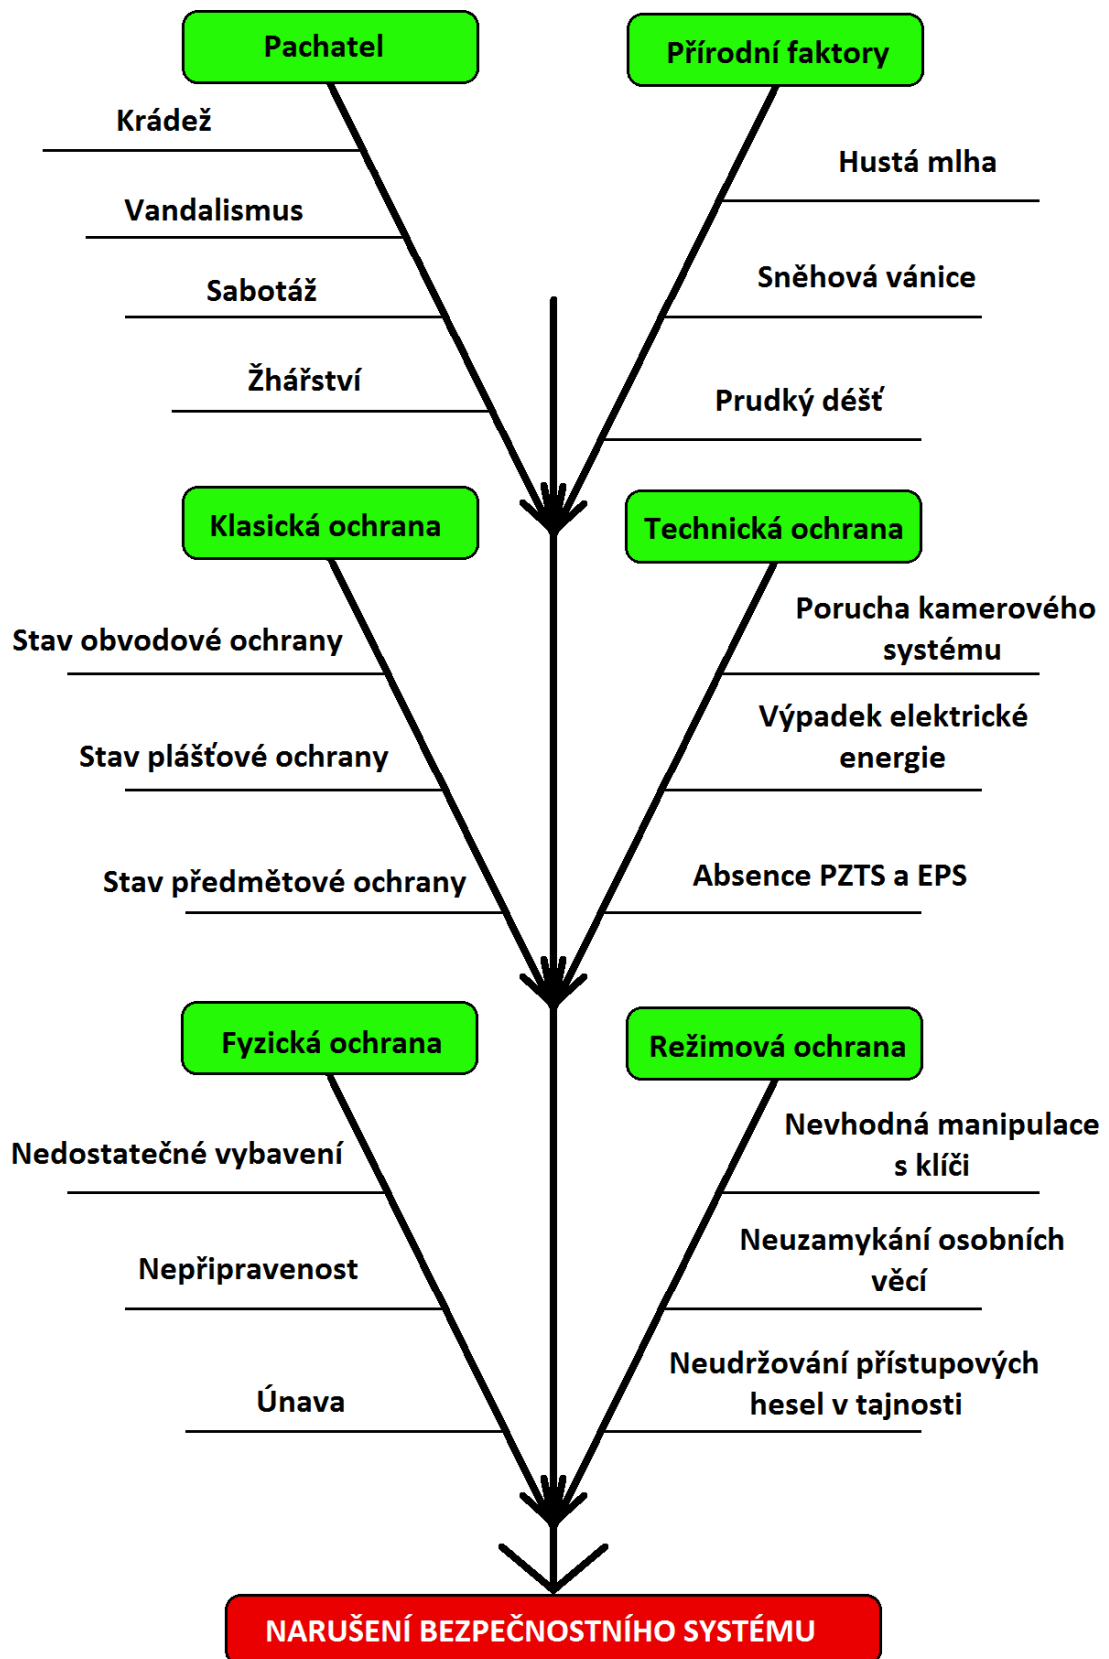 Pachatel
Krádež
Vandalismus
Sabotáž
Žhářství
Přírodní faktory
Hustá mlha
Sněhová vánice
Prudký déšť
Klasická ochrana
Stav obvodové ochrany
Stav plášťové ochrany
Stav předmětové ochrany
Technická ochrana
Porucha kamerového
systému
Výpadek elektrické
energie
Absence PZTS a EPS
Fyzická ochrana
Nedostatečné vybavení
Nepřipravenost
Únava
Režimová ochrana
Nevhodná manipulace
s klíči
Neuzamykání osobních
věcí
Neudržování přístupových
hesel v tajnosti
NARUŠENÍ BEZPEČNOSTNÍHO SYSTÉMU